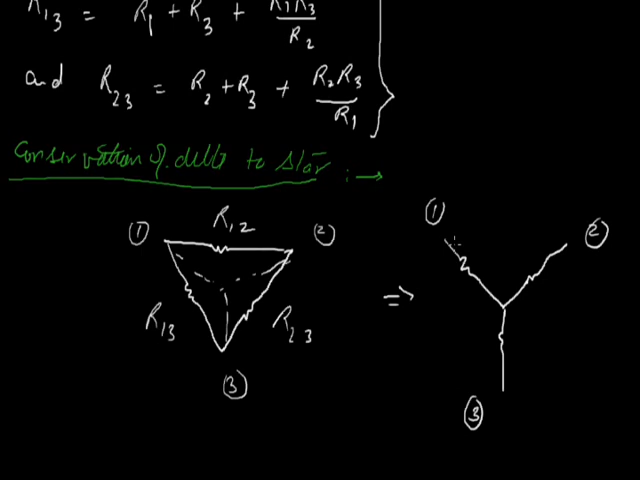 R13 = R1 + R3 + R1R3/R2
and R23 = R2 + R3 + R2R3/R1
Conservation of delta to star : →
① R12 ②
R13 R23
③
⇒
① ②
③